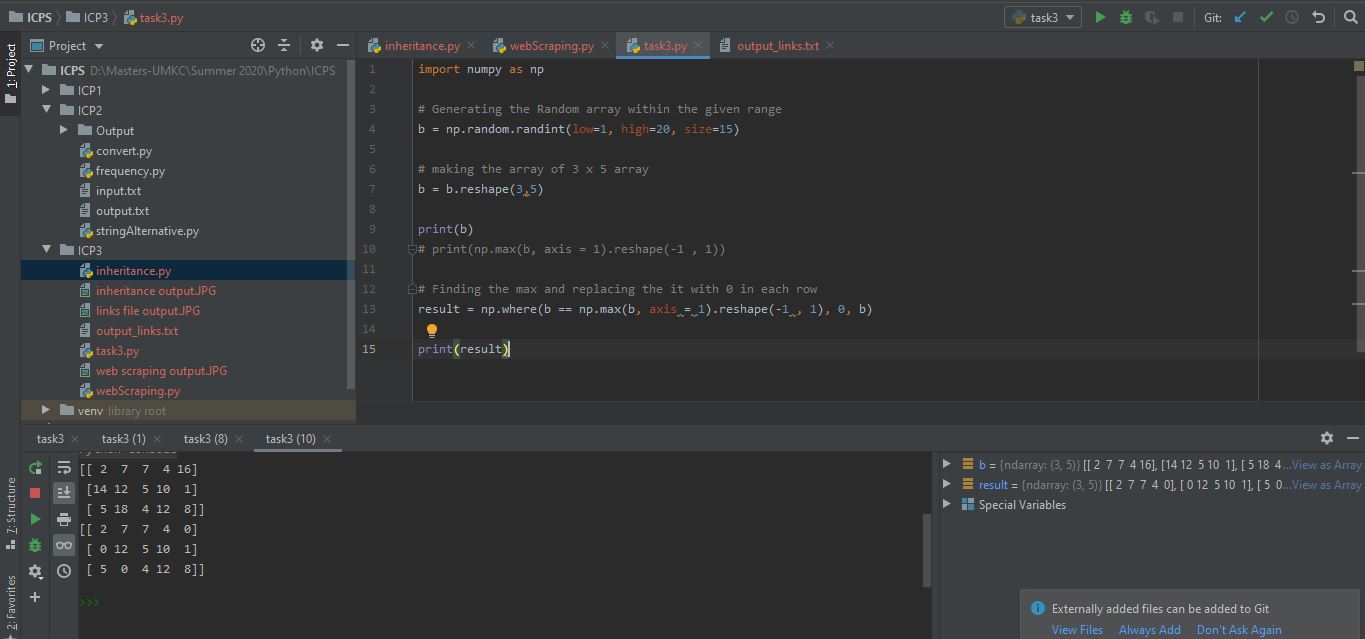 ICPS ICP3 task3.py task3 Git:
1: Project
Project
inheritance.py webScraping.py task3.py output_links.txt
ICPS D:\Masters-UMKC\Summer 2020\Python\ICPS
ICP1
ICP2
Output
convert.py
frequency.py
input.txt
output.txt
stringAlternative.py
ICP3
inheritance.py
inheritance output.JPG
links file output.JPG
output_links.txt
task3.py
web scraping output.JPG
webScraping.py
venv library root
1 import numpy as np
2
3 # Generating the Random array within the given range
4 b = np.random.randint(low=1, high=20, size=15)
5
6 # making the array of 3 x 5 array
7 b = b.reshape(3,5)
8
9 print(b)
10 # print(np.max(b, axis = 1).reshape(-1 , 1))
11
12 # Finding the max and replacing the it with 0 in each row
13 result = np.where(b == np.max(b, axis = 1).reshape(-1 , 1), 0, b)
14
15 print(result)
task3 task3 (1) task3 (8) task3 (10)
[[ 2 7 7 4 16]
[14 12 5 10 1]
[ 5 18 4 12 8]]
[[ 2 7 7 4 0]
[ 0 12 5 10 1]
[ 5 0 4 12 8]]
>>>
b = {ndarray: (3, 5)} [[ 2 7 7 4 16], [14 12 5 10 1], [ 5 18 4...View as Array
result = {ndarray: (3, 5)} [[ 2 7 7 4 0], [ 0 12 5 10 1], [ 5 0...View as Array
Special Variables
7: Structure
2: Favorites
Externally added files can be added to Git
View Files Always Add Don't Ask Again